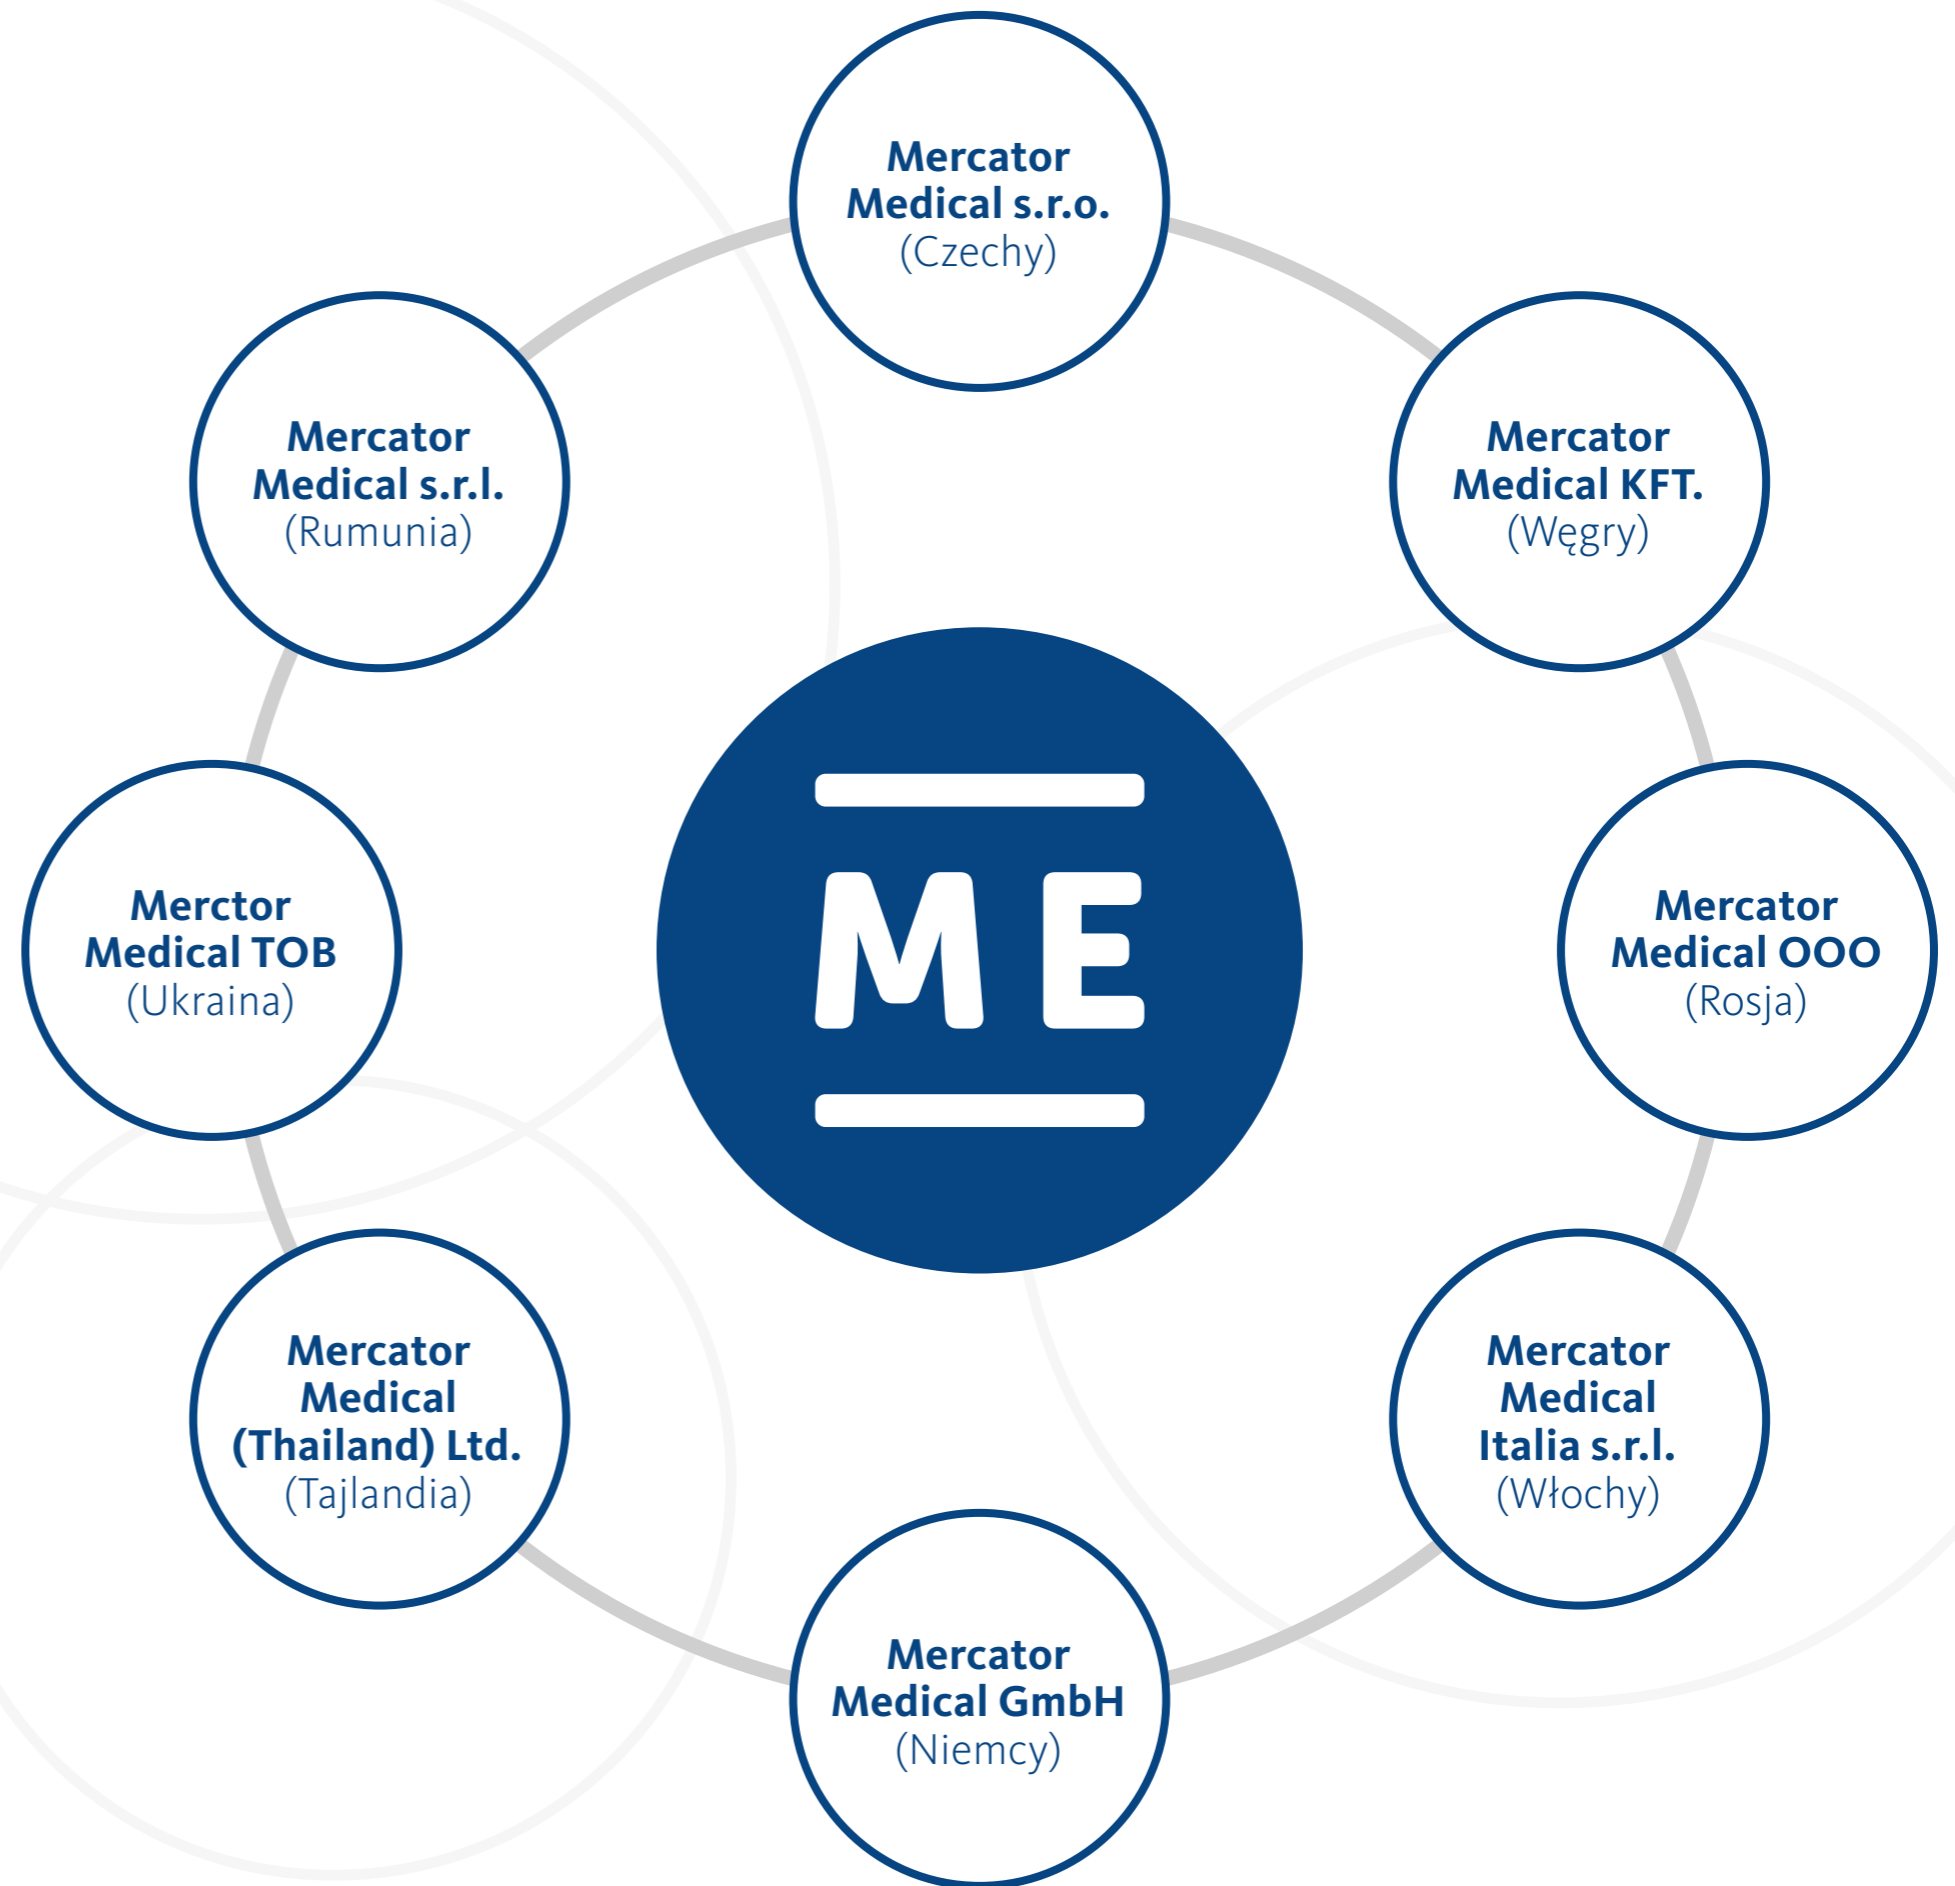 Mercator
Medical s.r.o.
(Czechy)
Mercator
Medical s.r.l.
(Rumunia)
Mercator
Medical KFT.
(Węgry)
Merctor
Medical TOB
(Ukraina)
ME
Mercator
Medical OOO
(Rosja)
Mercator
Medical
(Thailand) Ltd.
(Tajlandia)
Mercator
Medical
Italia s.r.l.
(Włochy)
Mercator
Medical GmbH
(Niemcy)